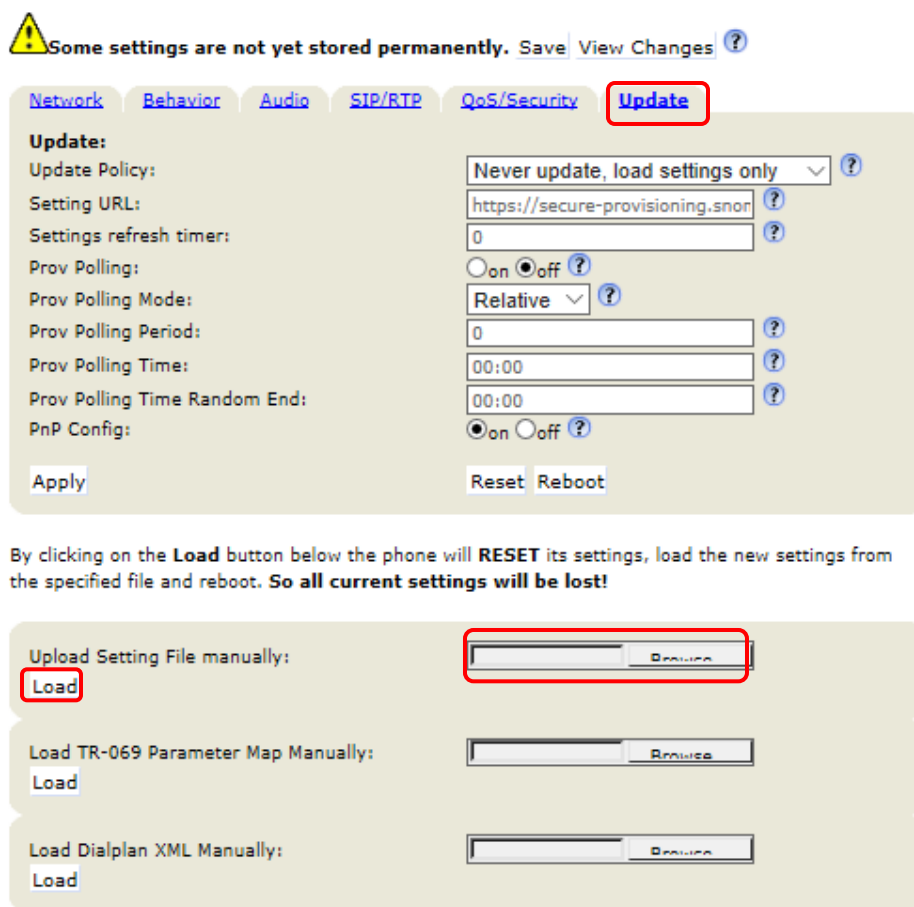 Some settings are not yet stored permanently. Save View Changes ?
Network Behavior Audio SIP/RTP QoS/Security Update
Update:
Update Policy: Never update, load settings only ?
Setting URL: https://secure-provisioning.snom ?
Settings refresh timer: 0 ?
Prov Polling: on off ?
Prov Polling Mode: Relative ?
Prov Polling Period: 0 ?
Prov Polling Time: 00:00 ?
Prov Polling Time Random End: 00:00 ?
PnP Config: on off ?
Apply Reset Reboot
By clicking on the Load button below the phone will RESET its settings, load the new settings from
the specified file and reboot. So all current settings will be lost!
Upload Setting File manually: Browse
Load
Load TR-069 Parameter Map Manually: Browse
Load
Load Dialplan XML Manually: Browse
Load